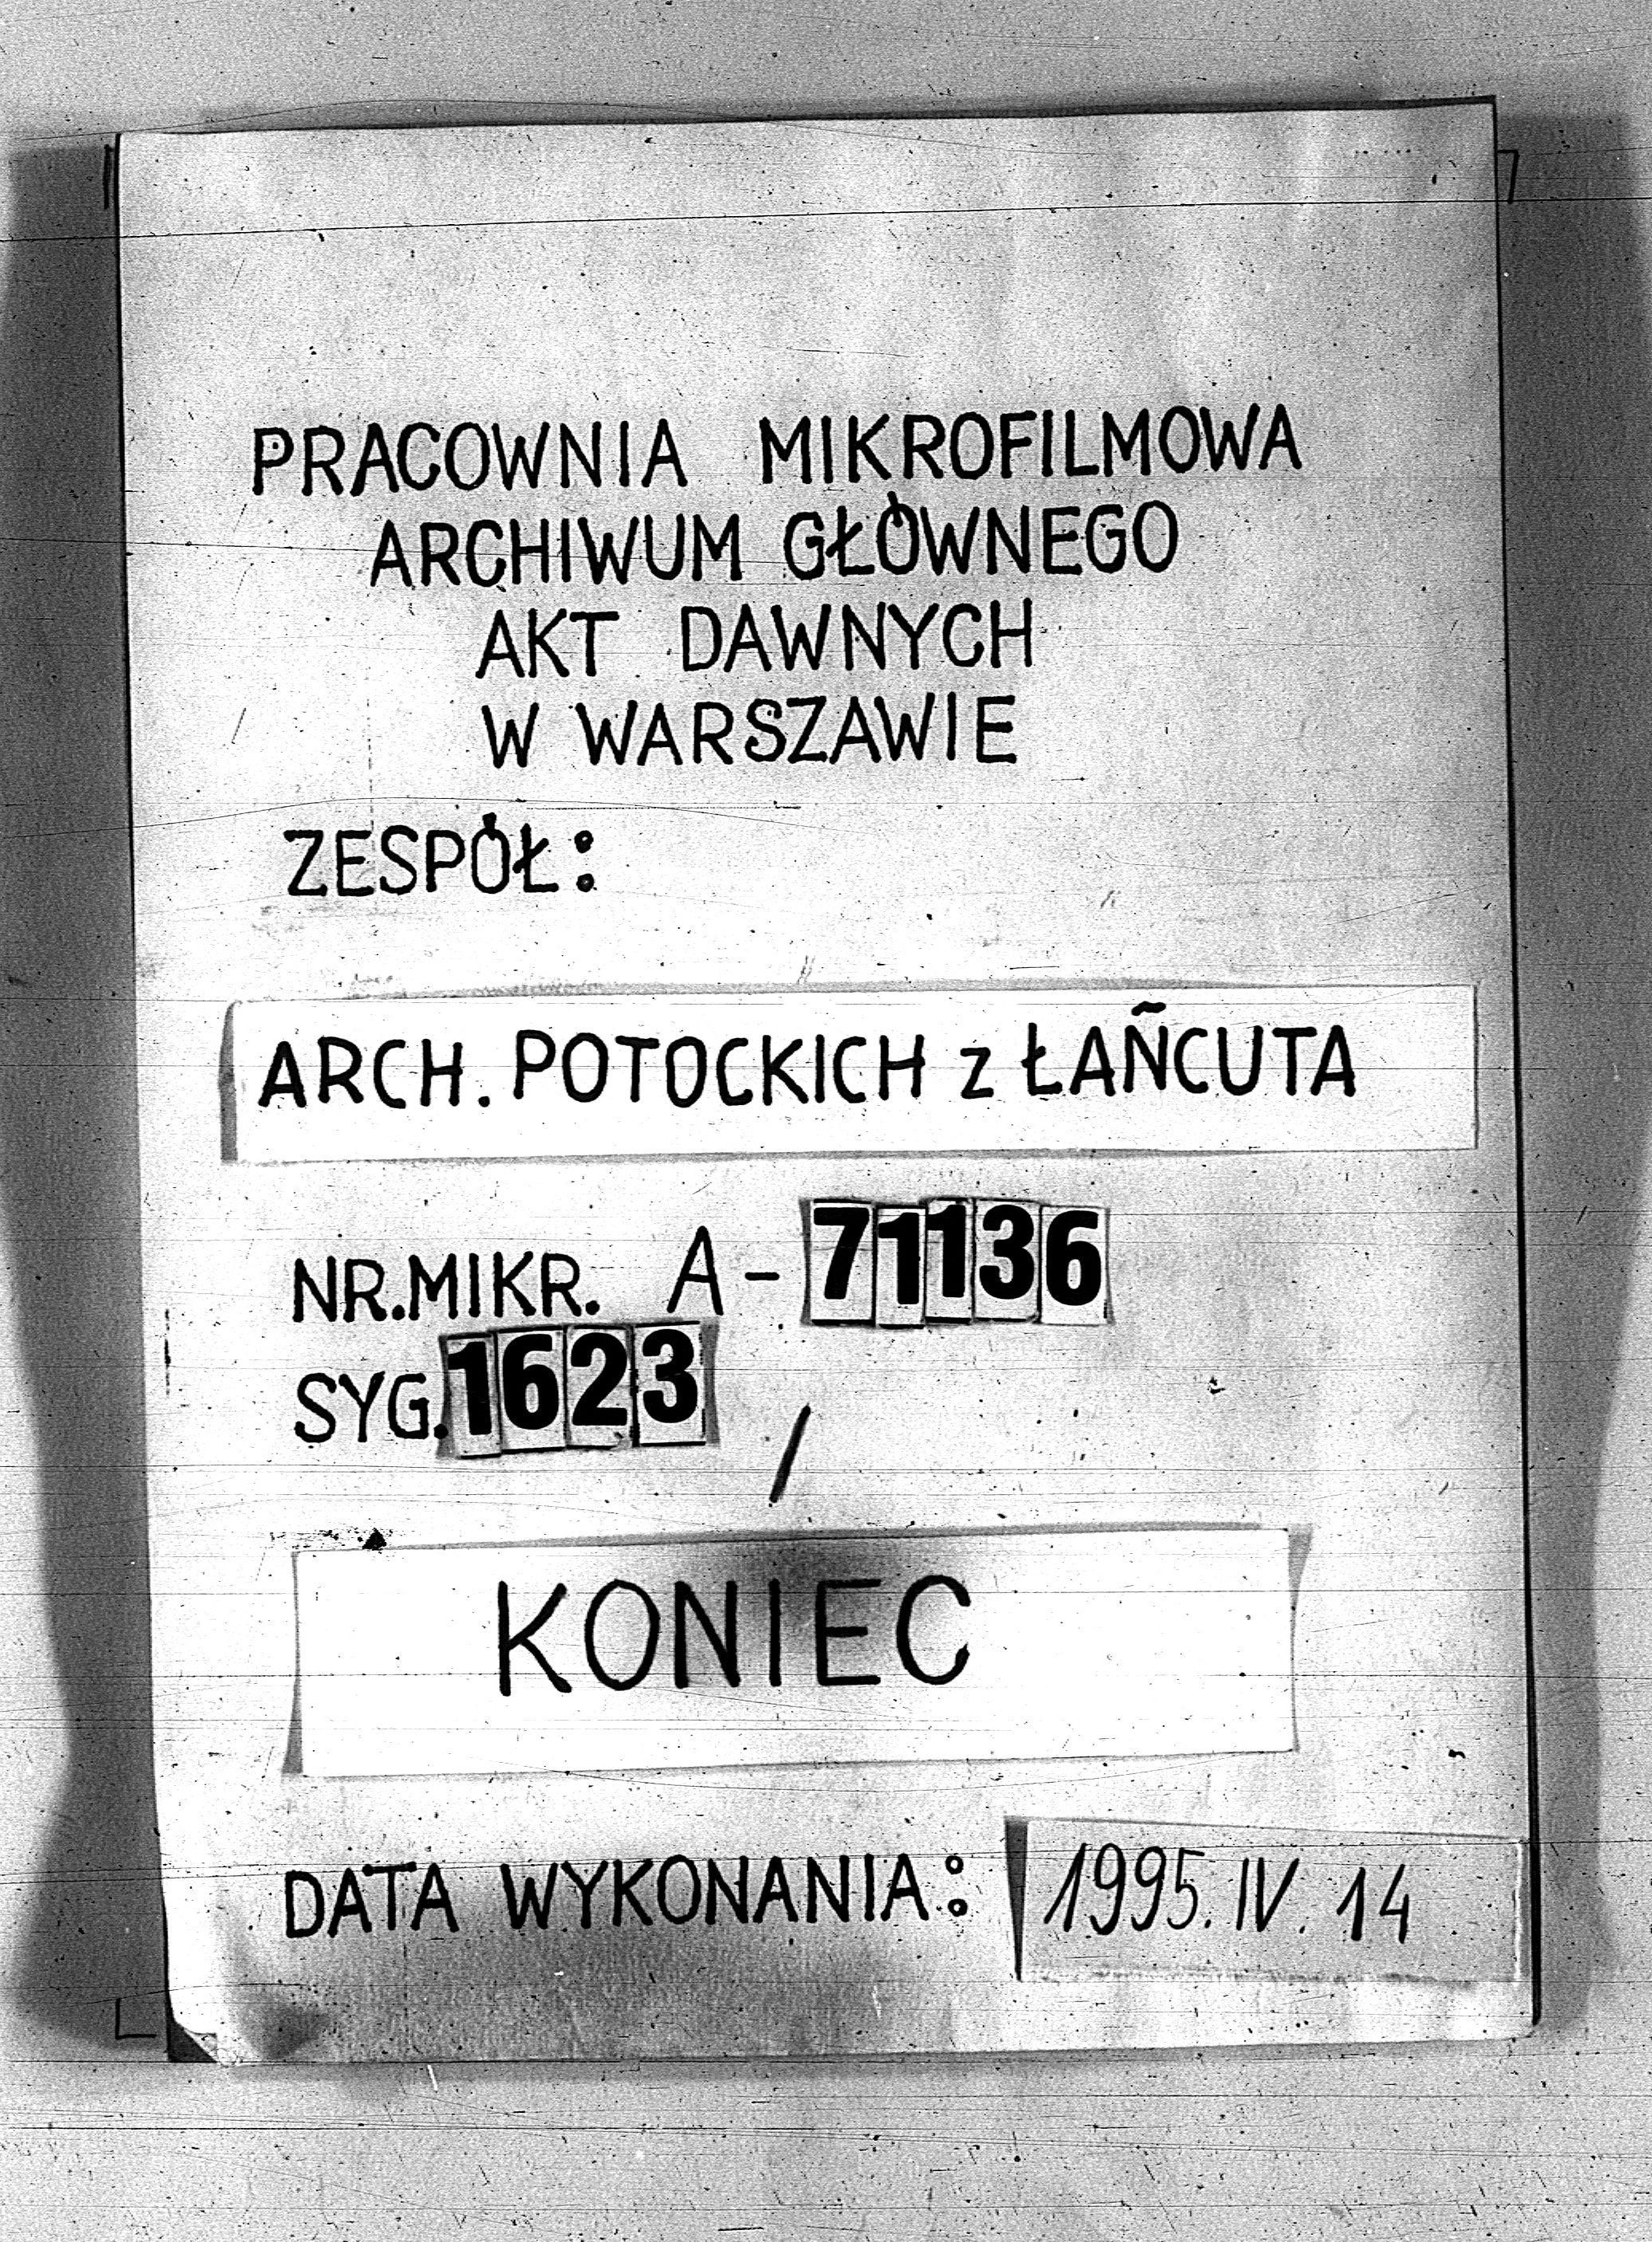 PRACOWNIA MIKROFILMOWA
ARCHIWUM GŁÓWNEGO
AKT DAWNYCH
W WARSZAWIE
ZESPÓŁ:
ARCH. POTOCKICH z ŁAŃCUTA
NR.MIKR. A-71136
SYG.1623
/
KONIEC
DATA WYKONANIA: 1995.IV.14